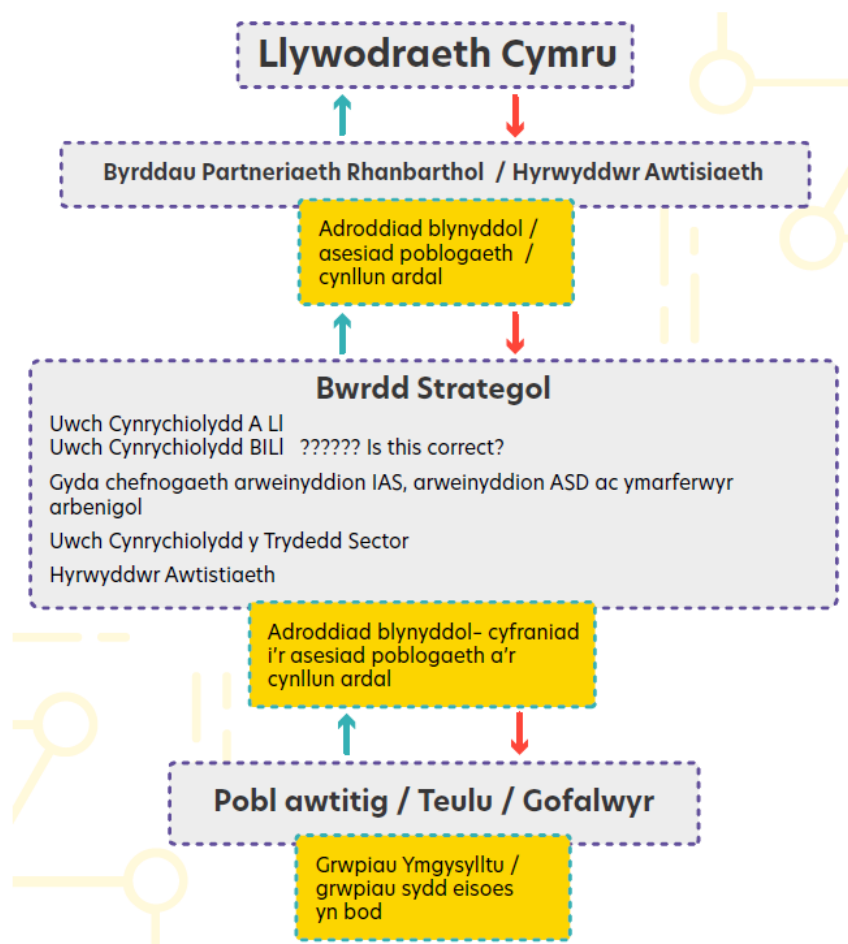 Llywodraeth Cymru
Byrddau Partneriaeth Rhanbarthol / Hyrwyddwr Awtisiaeth
Adroddiad blynyddol /
asesiad poblogaeth /
cynllun ardal
Bwrdd Strategol
Uwch Cynrychiolydd A Ll
Uwch Cynrychiolydd BILl ?????? Is this correct?
Gyda chefnogaeth arweinyddion IAS, arweinyddion ASD ac ymarferwyr
arbenigol
Uwch Cynrychiolydd y Trydedd Sector
Hyrwyddwr Awtistiaeth
Adroddiad blynyddol– cyfraniad
i'r asesiad poblogaeth a'r
cynllun ardal
Pobl awtitig / Teulu / Gofalwyr
Grwpiau Ymgysylltu /
grwpiau sydd eisoes
yn bod